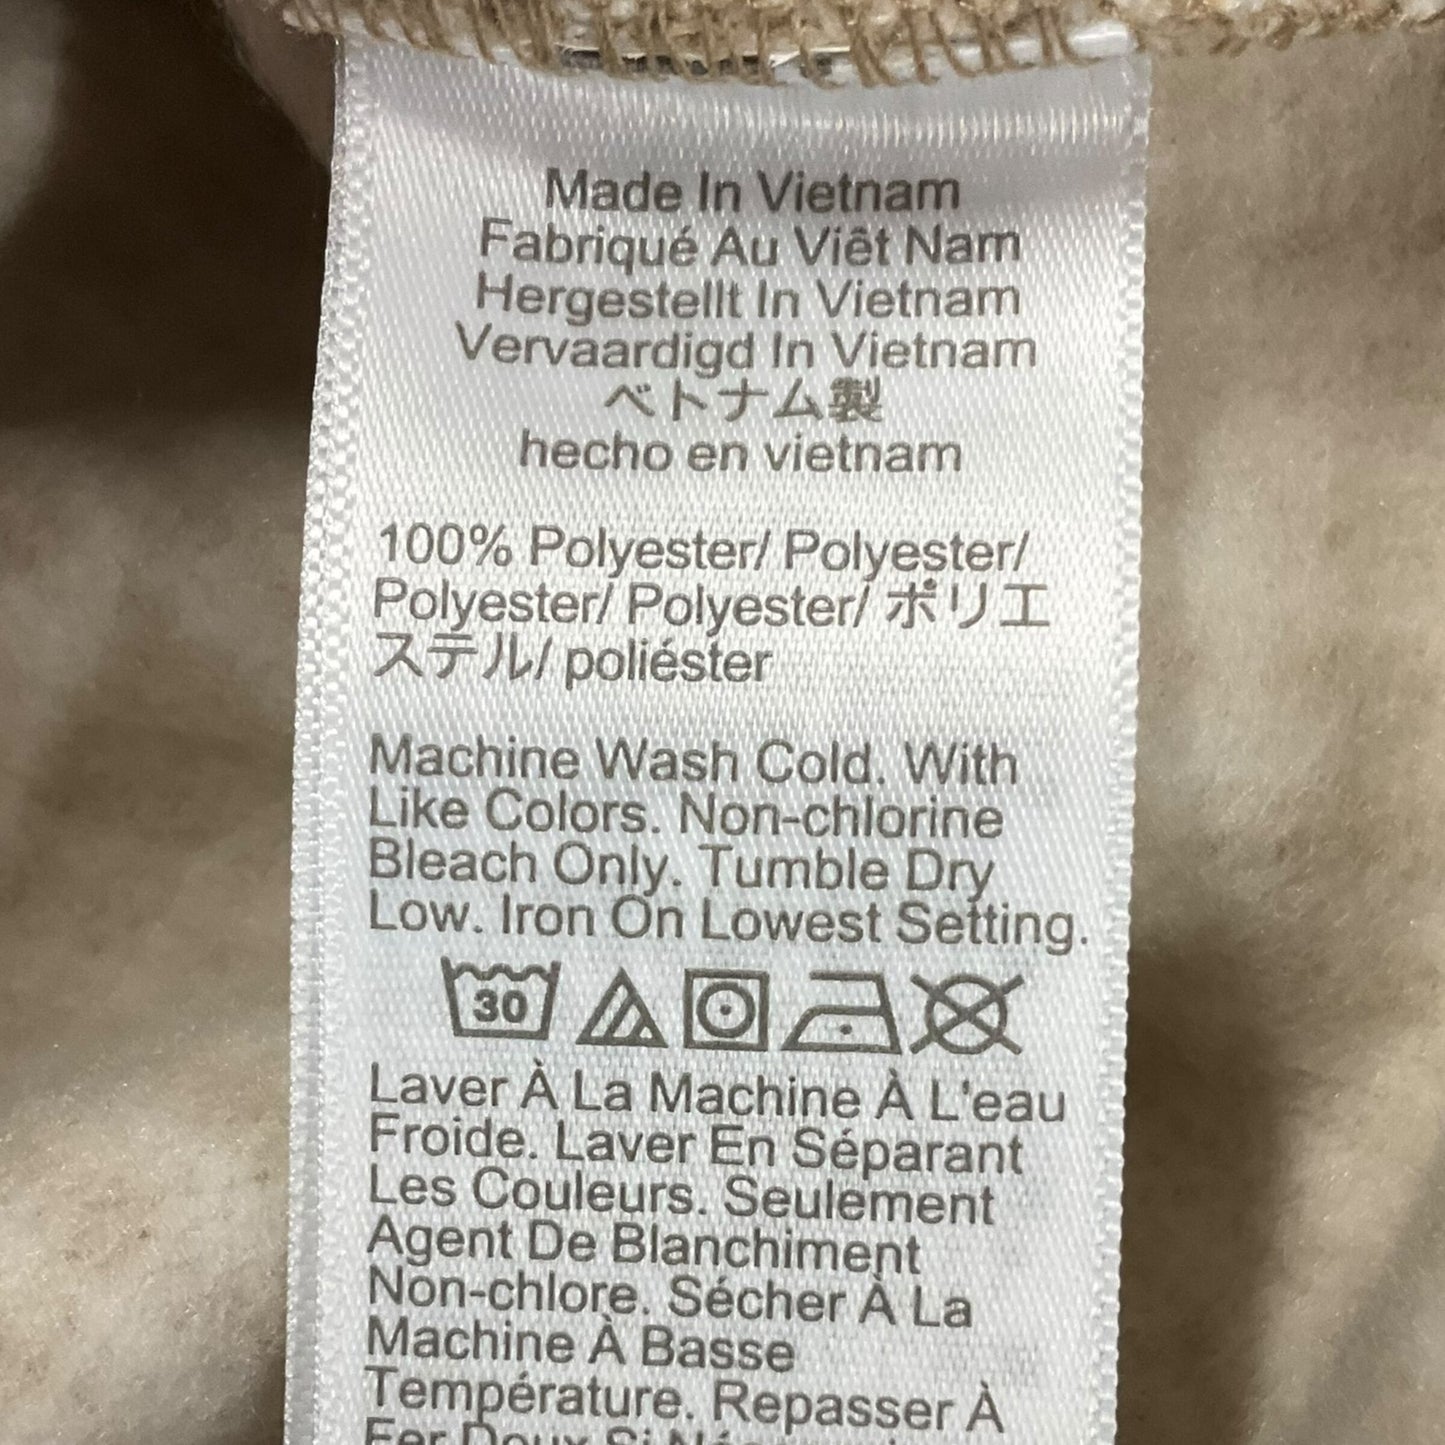 Made In Vietnam
Fabriqué Au Viêt Nam
Hergestellt In Vietnam
Vervaardigd In Vietnam
ベトナム製
hecho en vietnam
100% Polyester/ Polyester/
Polyester/ Polyester/ ポリエ
ステル/ poliéster
Machine Wash Cold. With
Like Colors. Non-chlorine
Bleach Only. Tumble Dry
Low. Iron On Lowest Setting.
30
Laver À La Machine À L'eau
Froide. Laver En Séparant
Les Couleurs. Seulement
Agent De Blanchiment
Non-chlore. Sécher À La
Machine À Basse
Température. Repasser À
Fer Doux Si